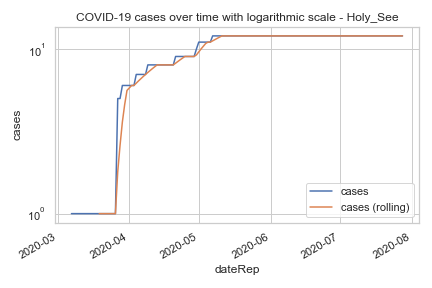 COVID-19 cases over time with logarithmic scale - Holy_See
10¹
10⁰
cases
cases
cases (rolling)
2020-03
2020-04
2020-05
2020-06
2020-07
2020-08
dateRep